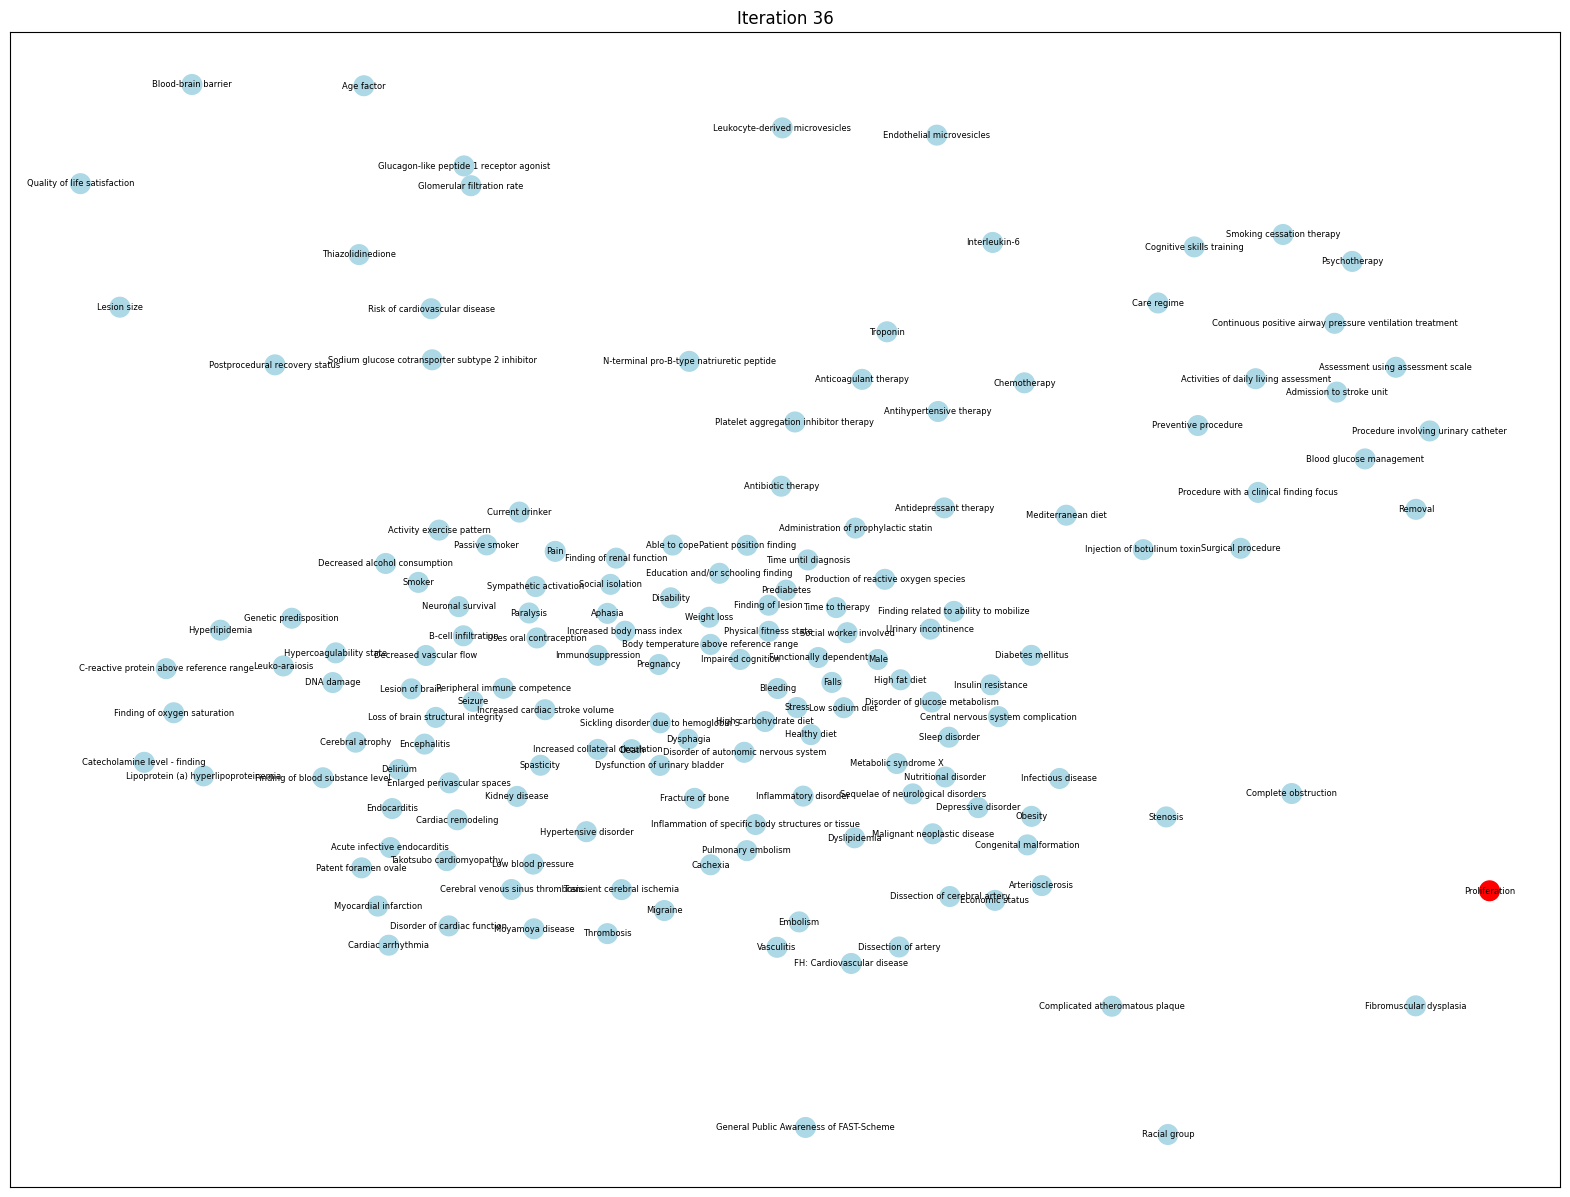 Iteration 36
Blood-brain barrier
Age factor
Leukocyte-derived microvesicles
Endothelial microvesicles
Glucagon-like peptide 1 receptor agonist
Quality of life satisfaction
Glomerular filtration rate
Smoking cessation therapy
Interleukin-6
Cognitive skills training
Thiazolidinedione
Psychotherapy
Care regime
Lesion size
Risk of cardiovascular disease
Continuous positive airway pressure ventilation treatment
Troponin
Sodium glucose cotransporter subtype 2 inhibitor
N-terminal pro-B-type natriuretic peptide
Postprocedural recovery status
Assessment using assessment scale
Anticoagulant therapy
Activities of daily living assessment
Chemotherapy
Admission to stroke unit
Antihypertensive therapy
Platelet aggregation inhibitor therapy
Preventive procedure
Procedure involving urinary catheter
Blood glucose management
Antibiotic therapy
Procedure with a clinical finding focus
Antidepressant therapy
Removal
Current drinker
Mediterranean diet
Activity exercise pattern
Administration of prophylactic statin
Passive smoker
Able to cope
Patient position finding
Pain
Injection of botulinum toxin
Surgical procedure
Finding of renal function
Time until diagnosis
Decreased alcohol consumption
Education and/or schooling finding
Production of reactive oxygen species
Smoker
Sympathetic activation
Social isolation
Prediabetes
Disability
Neuronal survival
Finding of lesion
Time to therapy
Paralysis
Aphasia
Finding related to ability to mobilize
Weight loss
Genetic predisposition
Hyperlipidemia
Increased body mass index
Physical fitness state
Social worker involved
Urinary incontinence
B-cell infiltration
Uses oral contraception
Body temperature above reference range
Hypercoagulability state
Decreased vascular flow
Immunosuppression
Impaired cognition
Functionally dependent
Male
Diabetes mellitus
C-reactive protein above reference range
Leuko-araiosis
Pregnancy
DNA damage
High fat diet
Insulin resistance
Lesion of brain
Peripheral immune competence
Bleeding
Falls
Seizure
Disorder of glucose metabolism
Finding of oxygen saturation
Increased cardiac stroke volume
Stress
Low sodium diet
Loss of brain structural integrity
Central nervous system complication
Sickling disorder due to hemoglobin S
High carbohydrate diet
Healthy diet
Sleep disorder
Cerebral atrophy
Encephalitis
Dysphagia
Increased collateral circulation
Death
Disorder of autonomic nervous system
Catecholamine level - finding
Delirium
Spasticity
Dysfunction of urinary bladder
Metabolic syndrome X
Lipoprotein (a) hyperlipoproteinemia
Finding of blood substance level
Nutritional disorder
Infectious disease
Enlarged perivascular spaces
Sequelae of neurological disorders
Complete obstruction
Kidney disease
Fracture of bone
Inflammatory disorder
Endocarditis
Depressive disorder
Obesity
Stenosis
Cardiac remodeling
Inflammation of specific body structures or tissue
Hypertensive disorder
Malignant neoplastic disease
Dyslipidemia
Congenital malformation
Acute infective endocarditis
Pulmonary embolism
Takotsubo cardiomyopathy
Low blood pressure
Cachexia
Patent foramen ovale
Arteriosclerosis
Cerebral venous sinus thrombosis
Transient cerebral ischemia
Proliferation
Dissection of cerebral artery
Economic status
Myocardial infarction
Migraine
Embolism
Disorder of cardiac function
Moyamoya disease
Thrombosis
Cardiac arrhythmia
Vasculitis
Dissection of artery
FH: Cardiovascular disease
Complicated atheromatous plaque
Fibromuscular dysplasia
General Public Awareness of FAST-Scheme
Racial group